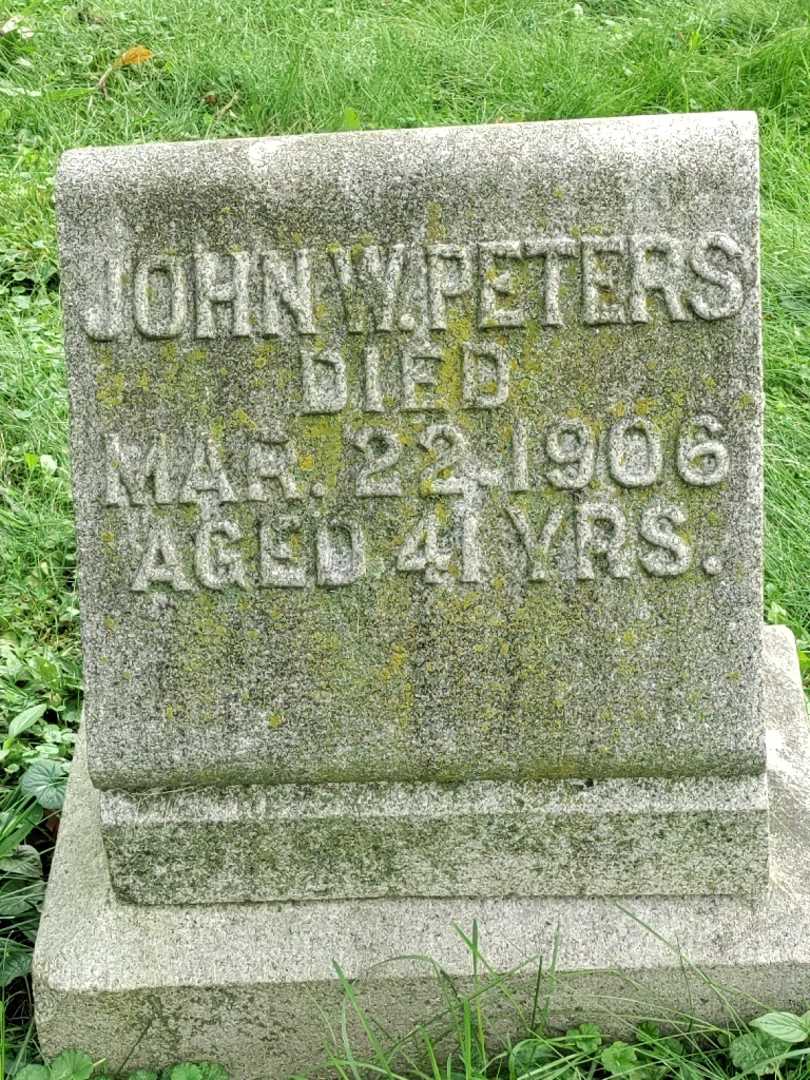 JOHN W. PETERS
DIED
MAR. 22. 1906
AGED 41 YRS.